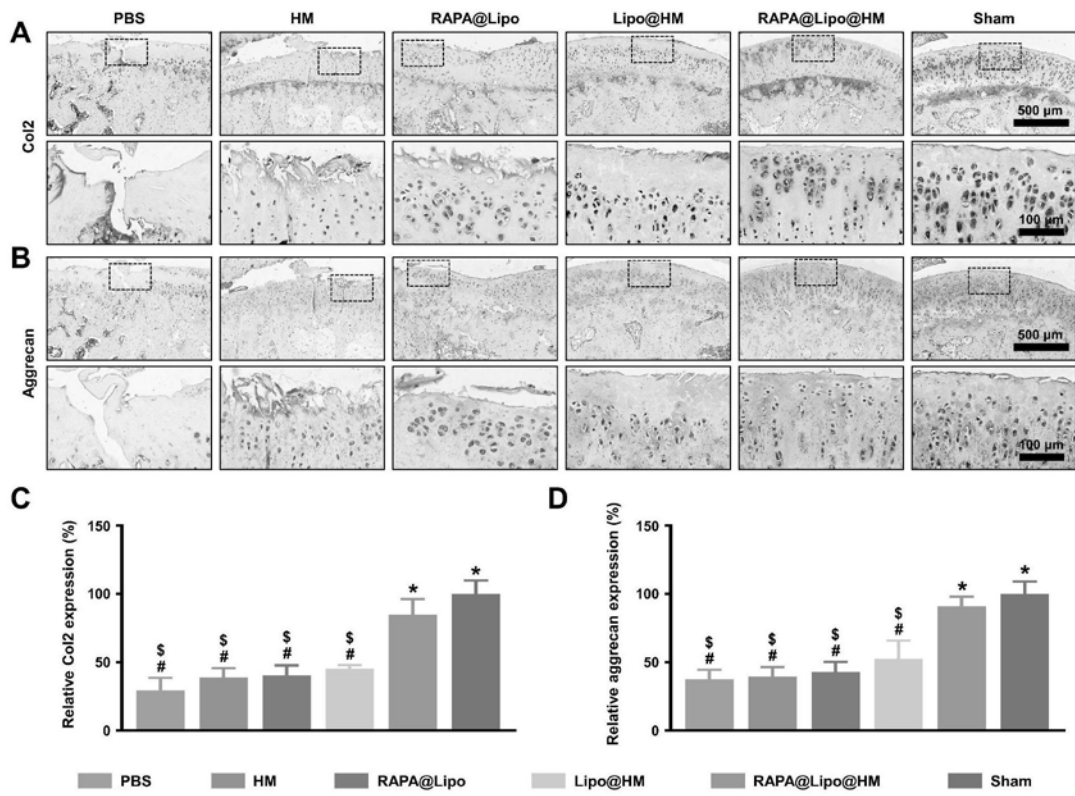 PBS HM RAPA@Lipo Lipo@HM RAPA@Lipo@HM Sham
A
Col2
500 μm
100 μm
B
Aggrecan
500 μm
100 μm
C
Relative Col2 expression (%)
150
100
50
0
$ $ $ $ * *
# # # #
D
Relative aggrecan expression (%)
150
100
50
0
$ $ $ $ * *
# # # #
PBS HM RAPA@Lipo Lipo@HM RAPA@Lipo@HM Sham